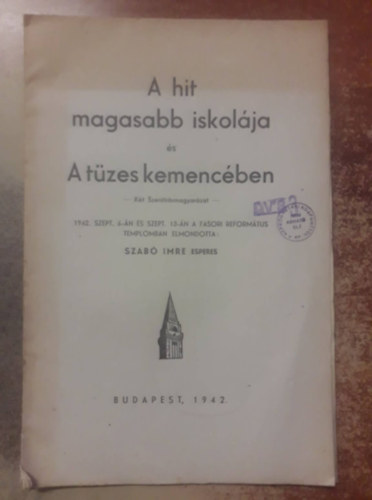 A hit
magasabb iskolája
és
A tüzes kemencében
Két Szentírásmagyarázat
1942. SZEPT. 6-ÁN ÉS SZEPT. 13-ÁN A FASORI REFORMÁTUS
TEMPLOMBAN ELMONDOTTA:
SZABÓ IMRE ESPERES
BUDAPEST, 1942.